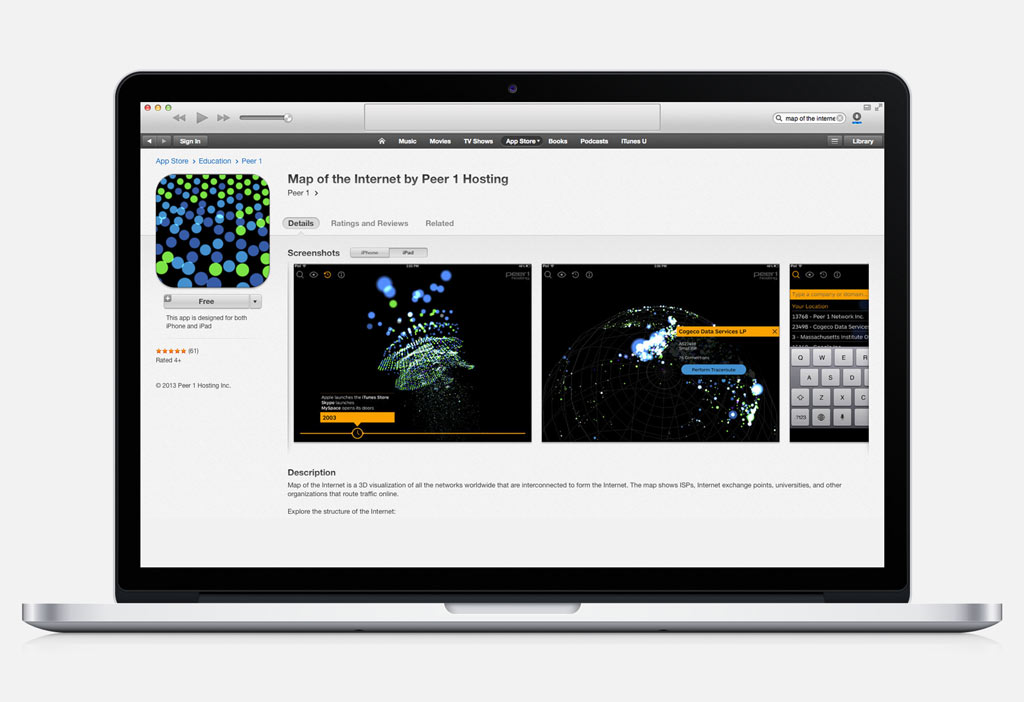 map of the interne
Sign In
Music
Movies
TV Shows
App Store
Books
Podcasts
iTunes U
Library
App Store > Education > Peer 1
Map of the Internet by Peer 1 Hosting
Peer 1 >
Details
Ratings and Reviews
Related
Free
This app is designed for both
iPhone and iPad
★★★★★ (61)
Rated 4+
© 2013 Peer 1 Hosting Inc.
Screenshots
iPhone
iPad
peer1
hosting
Apple launches the iTunes Store
Skype launches
MySpace opens its doors
2003
peer1
hosting
Cogeco Data Services LP
Perform Traceroute
Type a company or domain...
Your Location
13768 - Peer 1 Network Inc.
23498 - Cogeco Data Services
3 - Massachusetts Institute O
Q W E R
A S D
Z X C
.?123
Description
Map of the Internet is a 3D visualization of all the networks worldwide that are interconnected to form the Internet. The map shows ISPs, Internet exchange points, universities, and other
organizations that route traffic online.
Explore the structure of the Internet: